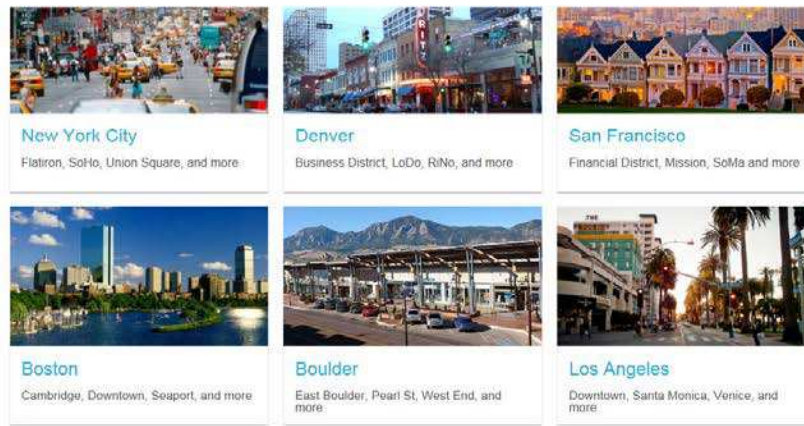 RITZ
New York City
Denver
San Francisco
Flatiron, SoHo, Union Square, and more
Business District, LoDo, RiNo, and more
Financial District, Mission, SoMa and more
THE
Boston
Boulder
Los Angeles
Cambridge, Downtown, Seaport, and more
East Boulder, Pearl St, West End, and
more
Downtown, Santa Monica, Venice, and
more